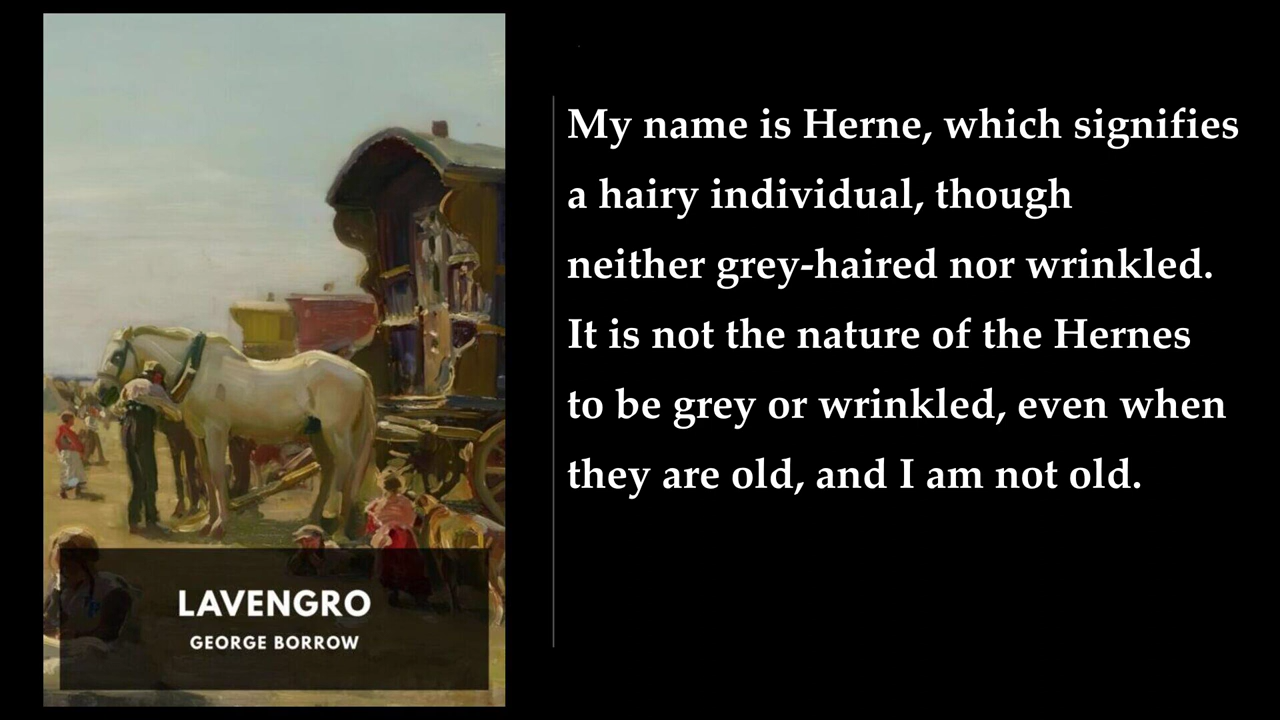 LAVENGRO
GEORGE BORROW
My name is Herne, which signifies
a hairy individual, though
neither grey-haired nor wrinkled.
It is not the nature of the Hernes
to be grey or wrinkled, even when
they are old, and I am not old.